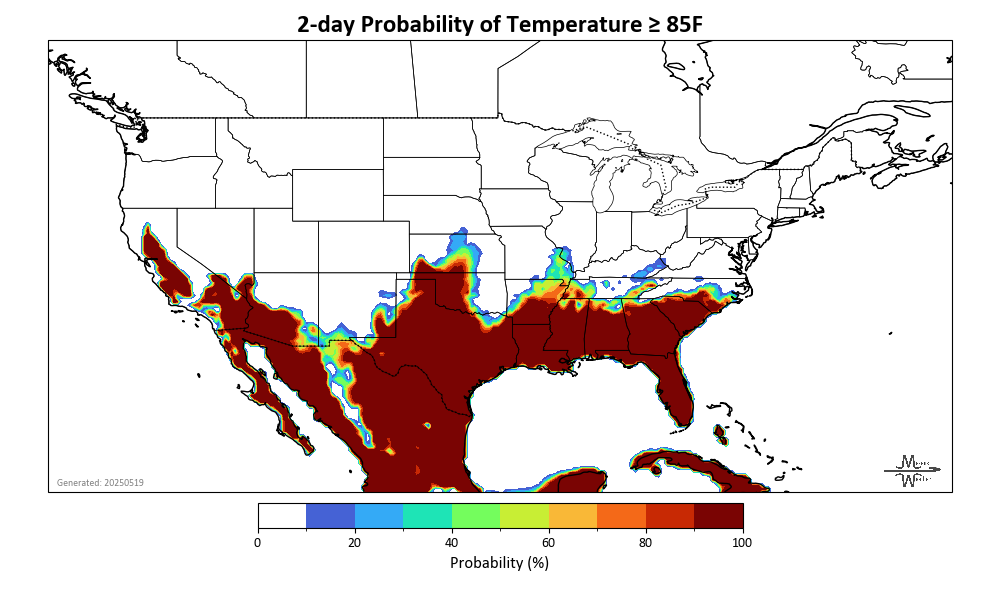 2-day Probability of Temperature ≥ 85F
Generated: 20250519
0 20 40 60 80 100
Probability (%)